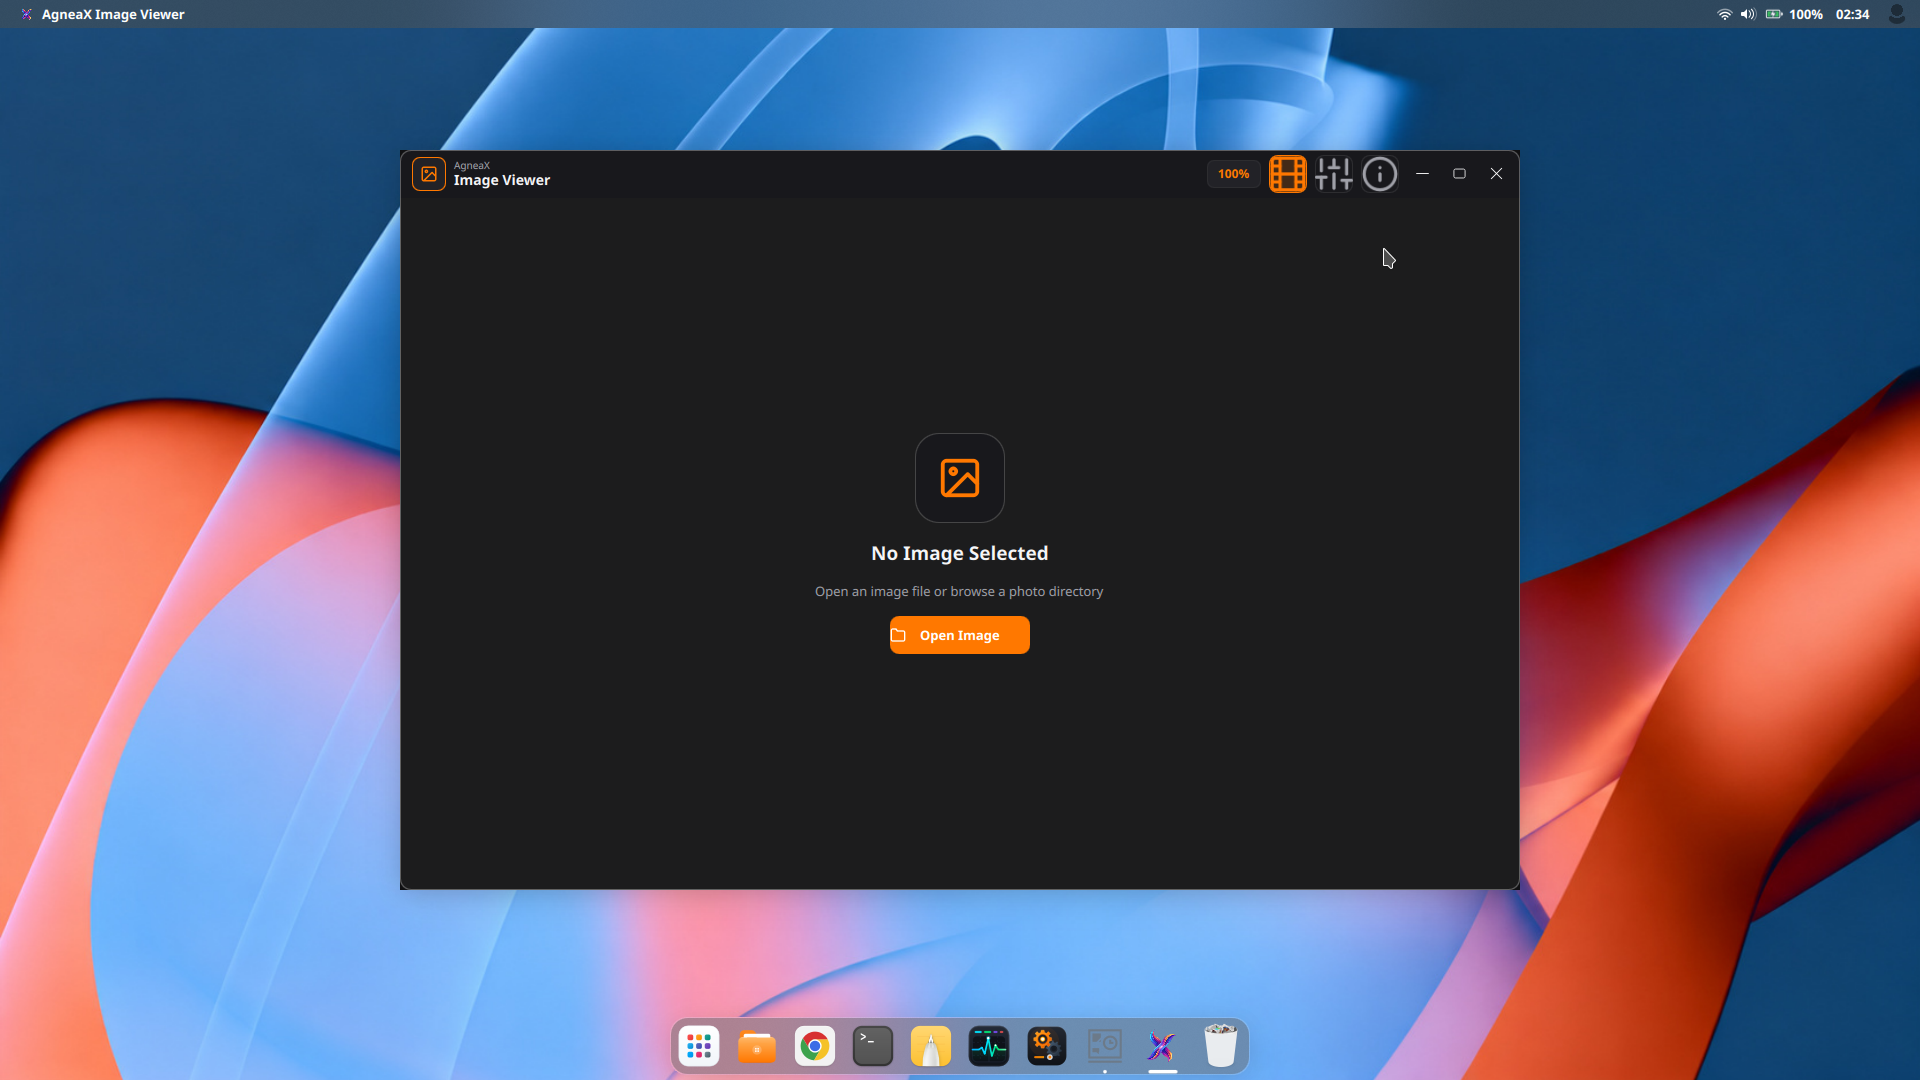 AgneaX Image Viewer
100% 02:34
AgneaX
Image Viewer
100%
No Image Selected
Open an image file or browse a photo directory
Open Image
>_